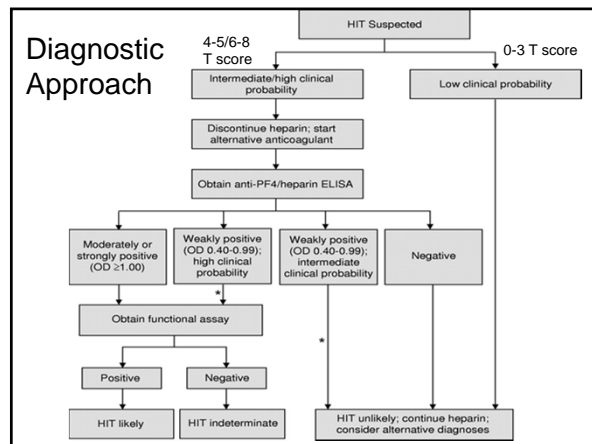 Diagnostic
Approach
HIT Suspected
4-5/6-8
T score
0-3 T score
Intermediate/high clinical
probability
Low clinical probability
Discontinue heparin; start
alternative anticoagulant
Obtain anti-PF4/heparin ELISA
Moderately or
strongly positive
(OD ≥1.00)
Weakly positive
(OD 0.40-0.99);
high clinical
probability
Weakly positive
(OD 0.40-0.99);
intermediate
clinical probability
Negative
*
Obtain functional assay
*
Positive
Negative
HIT likely
HIT indeterminate
HIT unlikely; continue heparin;
consider alternative diagnoses